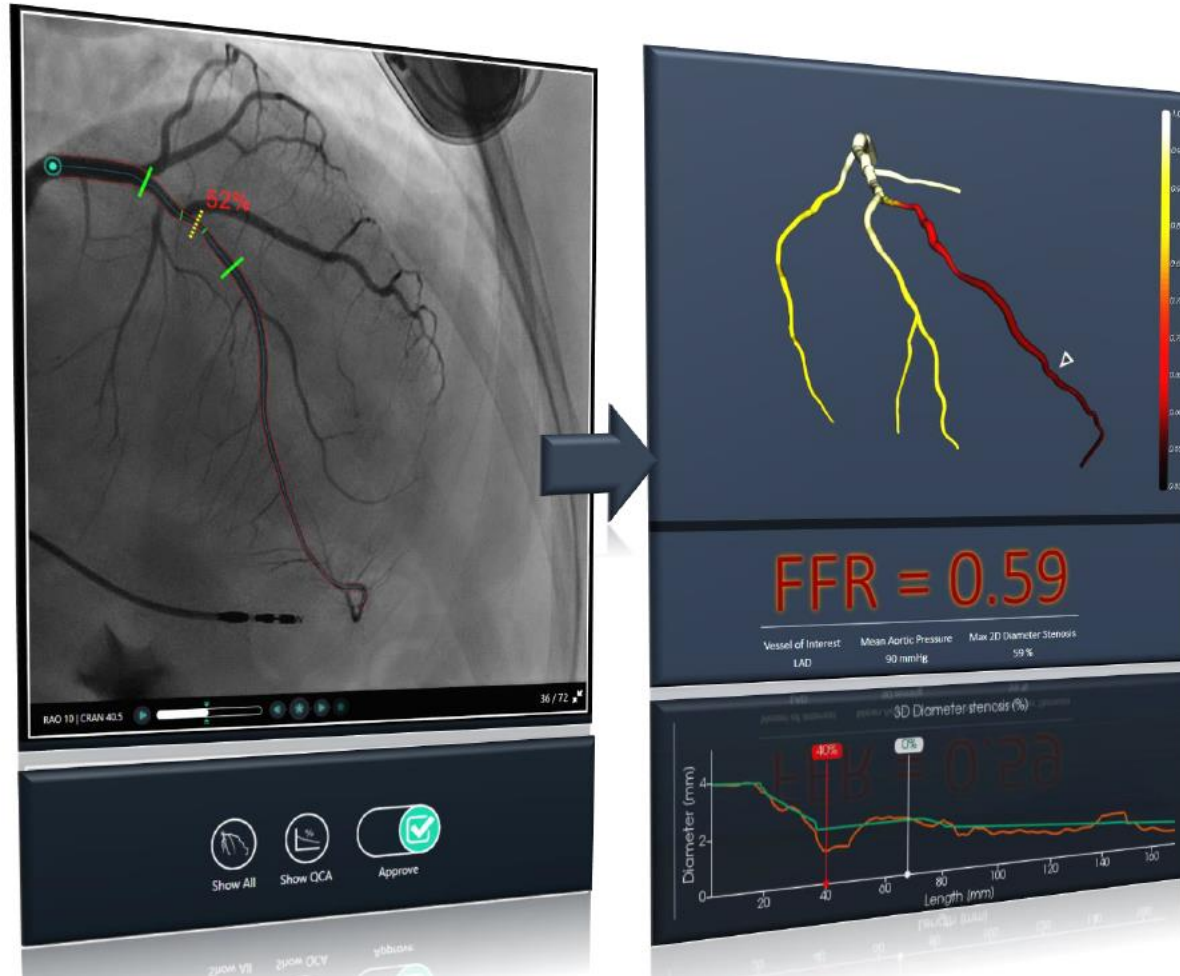 52%
36 / 72
RAO 10 | CRAN 40.5
Show All
Show QCA
Approve
FFR = 0.59
Vessel of Interest
Mean Aortic Pressure
Max 2D Diameter Stenosis
LAD
90 mmHg
59 %
3D Diameter stenosis (%)
40%
0%
Diameter (mm)
4
2
0
20
40
60
80
100
120
140
160
Length (mm)